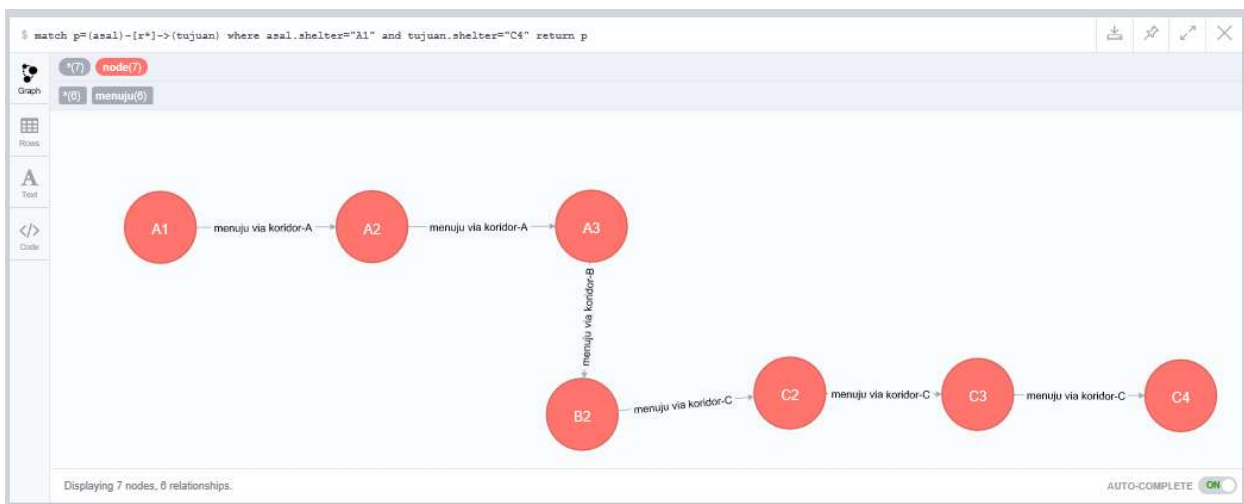 $ match p=(asal)-[r*]->(tujuan) where asal.shelter="A1" and tujuan.shelter="C4" return p
*(7) node(7)
Graph
*(6) menuju(6)
Rows
A
Text
</>
Code
A1 menuju via koridor-A A2 menuju via koridor-A A3
menuju via koridor-B
B2 menuju via koridor-C C2 menuju via koridor-C C3 menuju via koridor-C C4
Displaying 7 nodes, 6 relationships.
AUTO-COMPLETE ON